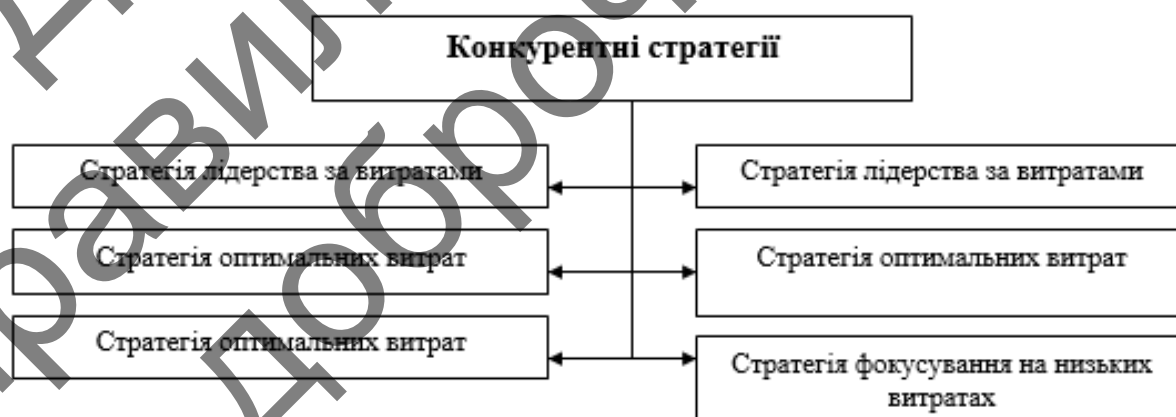 Конкурентні стратегії
Стратегія лідерства за витратами
Стратегія лідерства за витратами
Стратегія оптимальних витрат
Стратегія оптимальних витрат
Стратегія оптимальних витрат
Стратегія фокусування на низьких
витратах